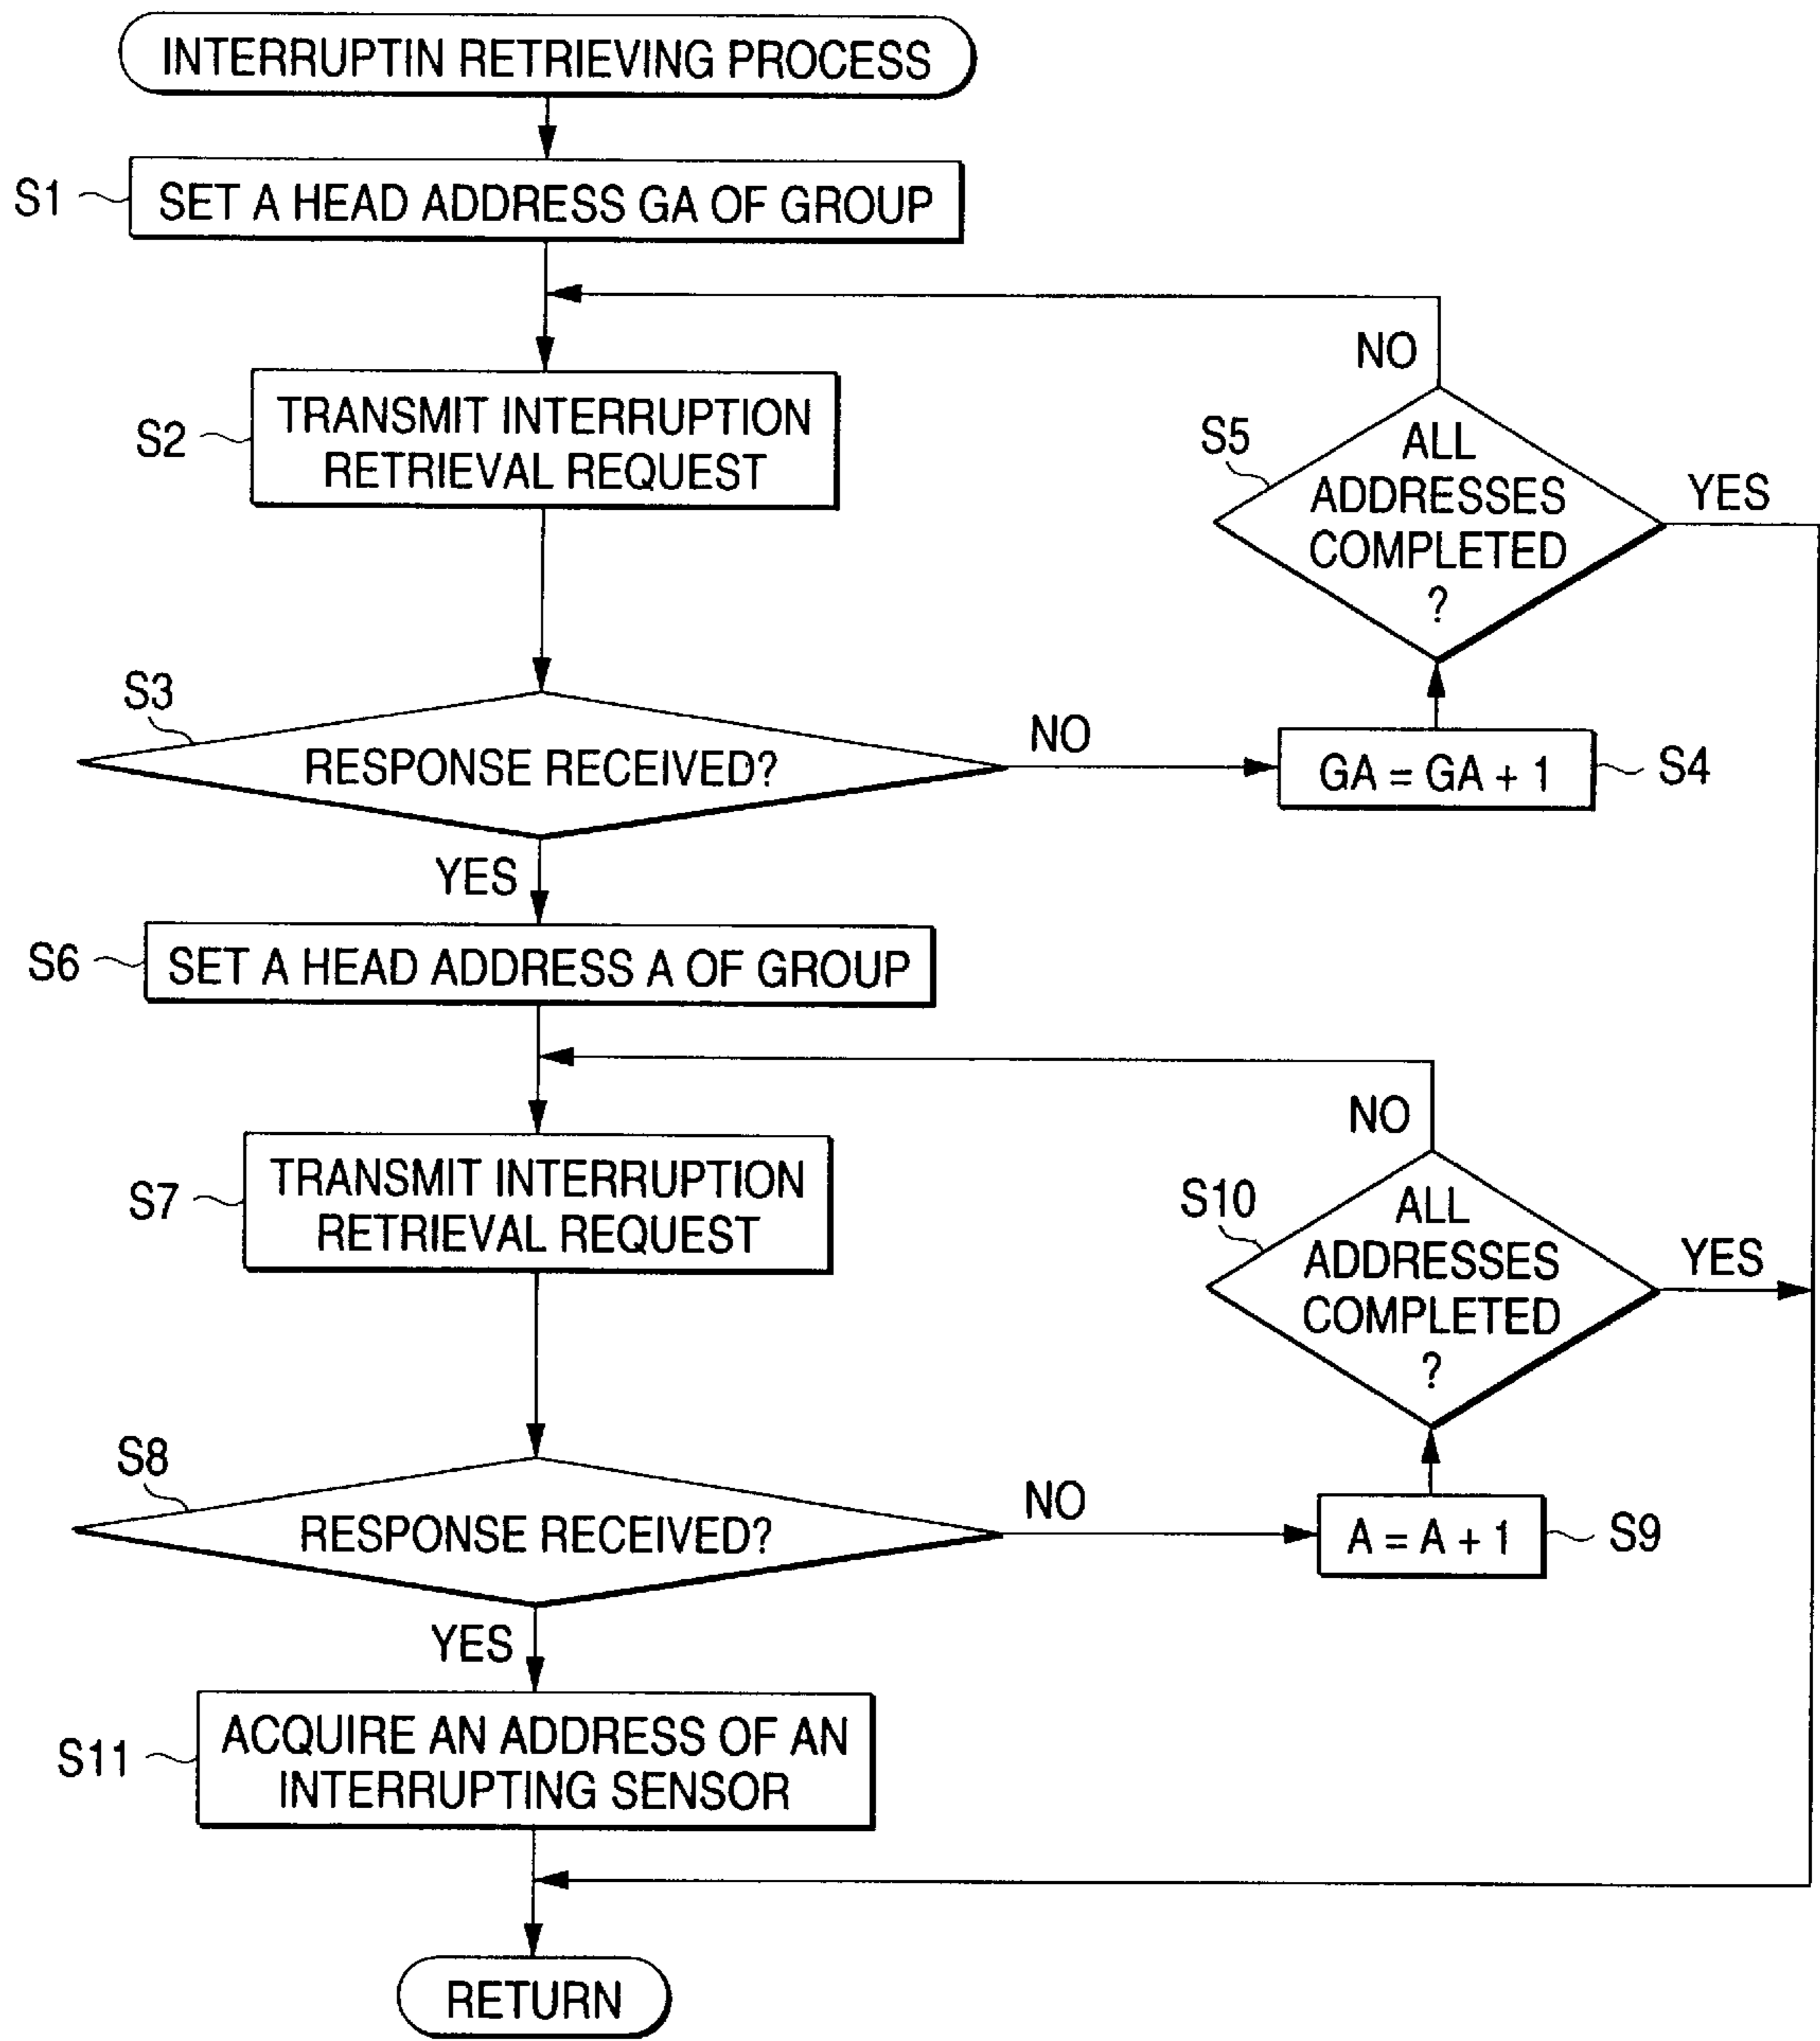 INTERRUPTIN RETRIEVING PROCESS
S1
SET A HEAD ADDRESS GA OF GROUP
NO
S2
TRANSMIT INTERRUPTION
RETRIEVAL REQUEST
S5
ALL
ADDRESSES
COMPLETED
?
YES
S3
RESPONSE RECEIVED?
NO
GA = GA + 1
S4
YES
S6
SET A HEAD ADDRESS A OF GROUP
NO
S7
TRANSMIT INTERRUPTION
RETRIEVAL REQUEST
S10
ALL
ADDRESSES
COMPLETED
?
YES
S8
RESPONSE RECEIVED?
NO
A = A + 1
S9
YES
S11
ACQUIRE AN ADDRESS OF AN
INTERRUPTING SENSOR
RETURN